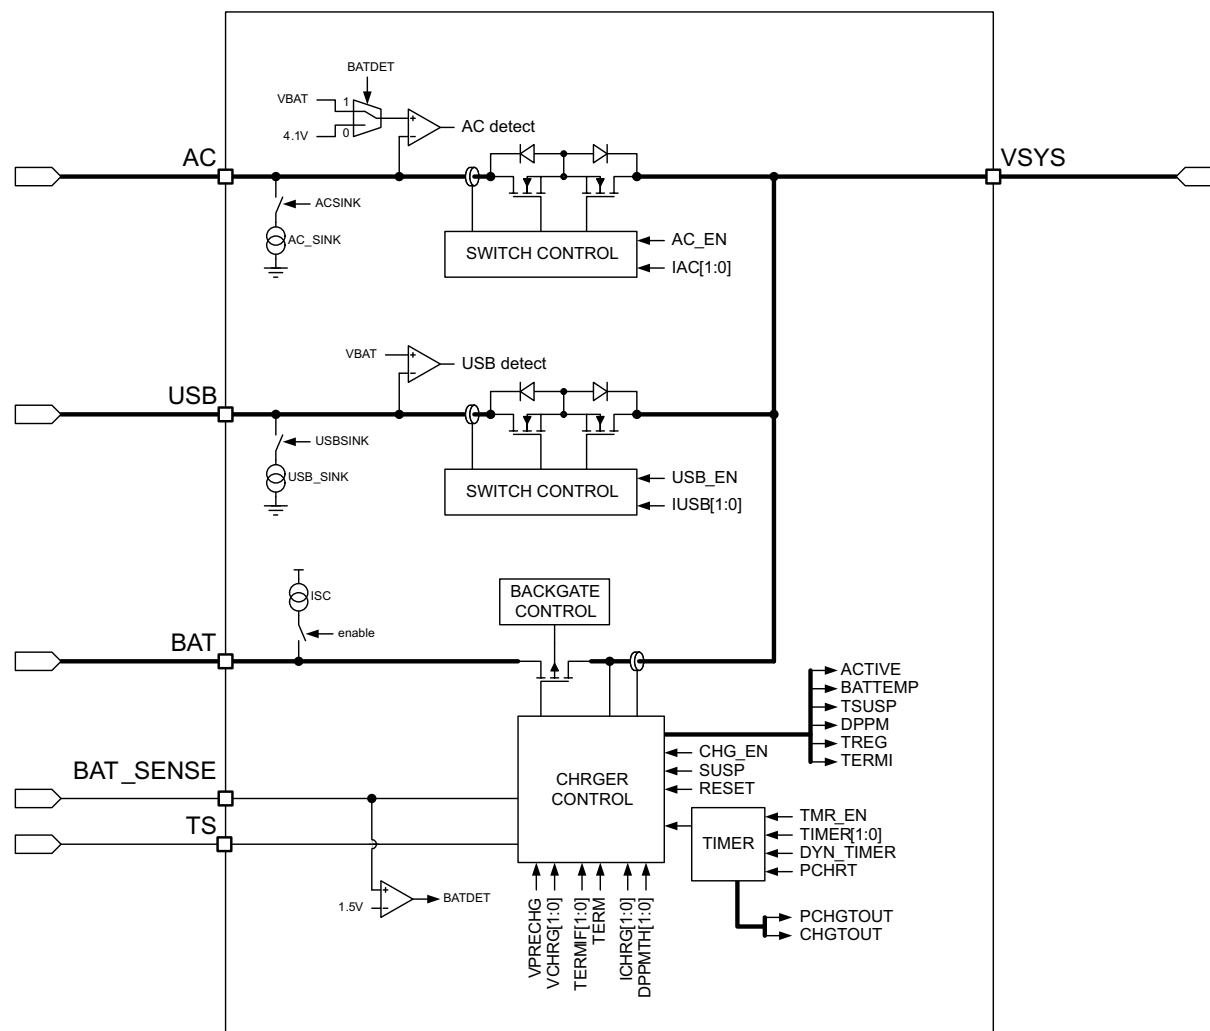 BATDET
VBAT
1
4.1V
0
+
−
AC detect
AC
VSYS
ACSINK
AC_SINK
SWITCH CONTROL
AC_EN
IAC[1:0]
VBAT
+
−
USB detect
USB
USBSINK
USB_SINK
SWITCH CONTROL
USB_EN
IUSB[1:0]
ISC
enable
BACKGATE
CONTROL
BAT
ACTIVE
BATTEMP
TSUSP
DPPM
TREG
TERMI
CHG_EN
SUSP
RESET
BAT_SENSE
CHRGER
CONTROL
TS
TIMER
TMR_EN
TIMER[1:0]
DYN_TIMER
PCHRT
+
1.5V
−
BATDET
VPRECHG
VCHRG[1:0]
TERMIF[1:0]
TERM
ICHRG[1:0]
DPPMTH[1:0]
PCHGTOUT
CHGTOUT